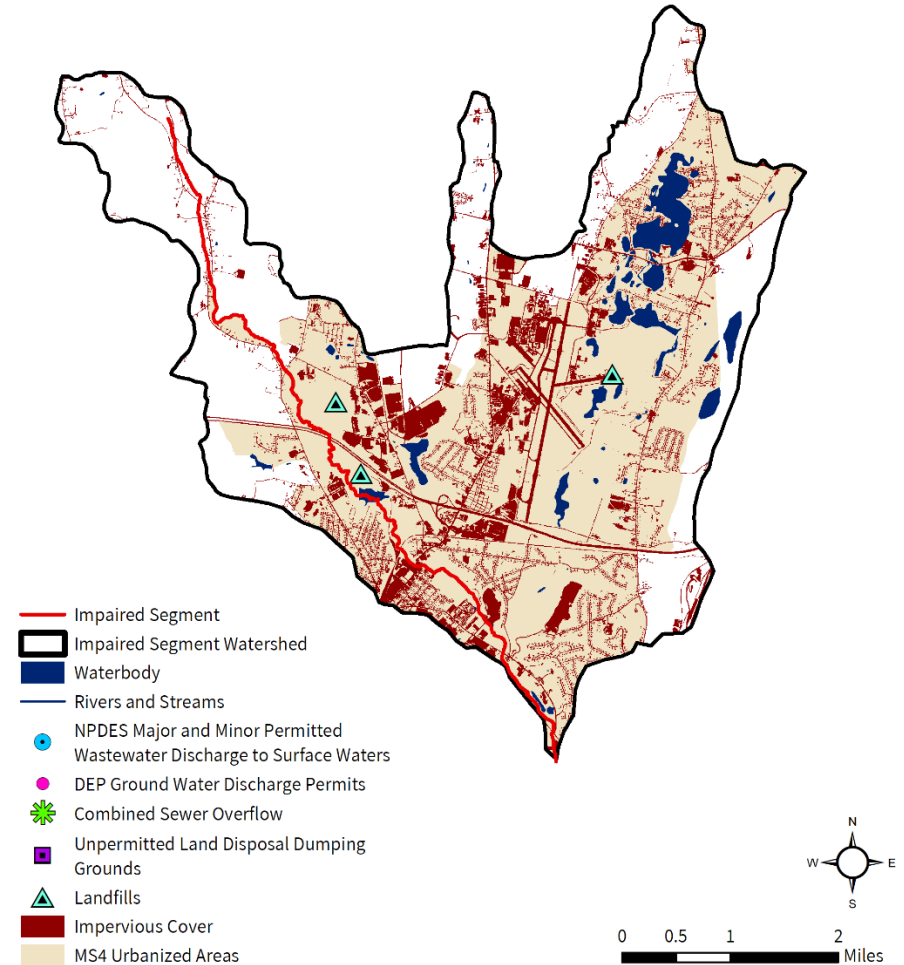 Impaired Segment
Impaired Segment Watershed
Waterbody
Rivers and Streams
NPDES Major and Minor Permitted
Wastewater Discharge to Surface Waters
DEP Ground Water Discharge Permits
Combined Sewer Overflow
Unpermitted Land Disposal Dumping
Grounds
Landfills
Impervious Cover
MS4 Urbanized Areas
N
W E
S
0 0.5 1 2
Miles